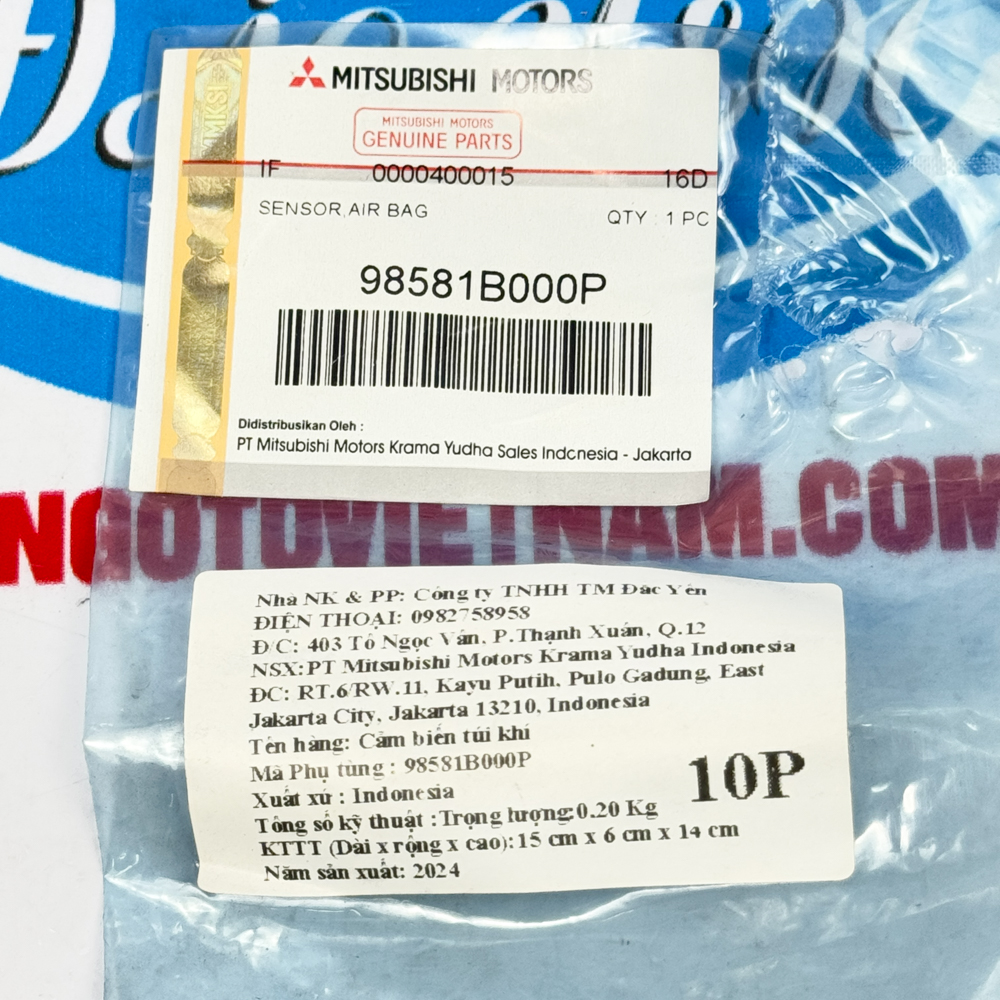 MITSUBISHI MOTORS
MITSUBISHI MOTORS
GENUINE PARTS
IF 0000400015 16D
SENSOR,AIR BAG QTY : 1 PC
98581B000P
Didistribusikan Oleh :
PT Mitsubishi Motors Krama Yudha Sales Indcnesia - Jakarta
NGOTOVIETNAM.COM
Nhà NK & PP: Công ty TNHH TM Đắc Yên
ĐIỆN THOẠI: 0982758958
Đ/C: 403 Tô Ngọc Vân, P.Thạnh Xuân, Q.12
NSX:PT Mitsubishi Motors Krama Yudha Indonesia
ĐC: RT.6/RW.11, Kayu Putih, Pulo Gadung, East
Jakarta City, Jakarta 13210, Indonesia
Tên hàng: Cảm biến túi khí
Mã Phụ tùng : 98581B000P
10P
Xuất xứ : Indonesia
Tổng số kỹ thuật :Trọng lượng:0.20 Kg
KTTT (Dài x rộng x cao):15 cm x 6 cm x 14 cm
Năm sản xuất: 2024